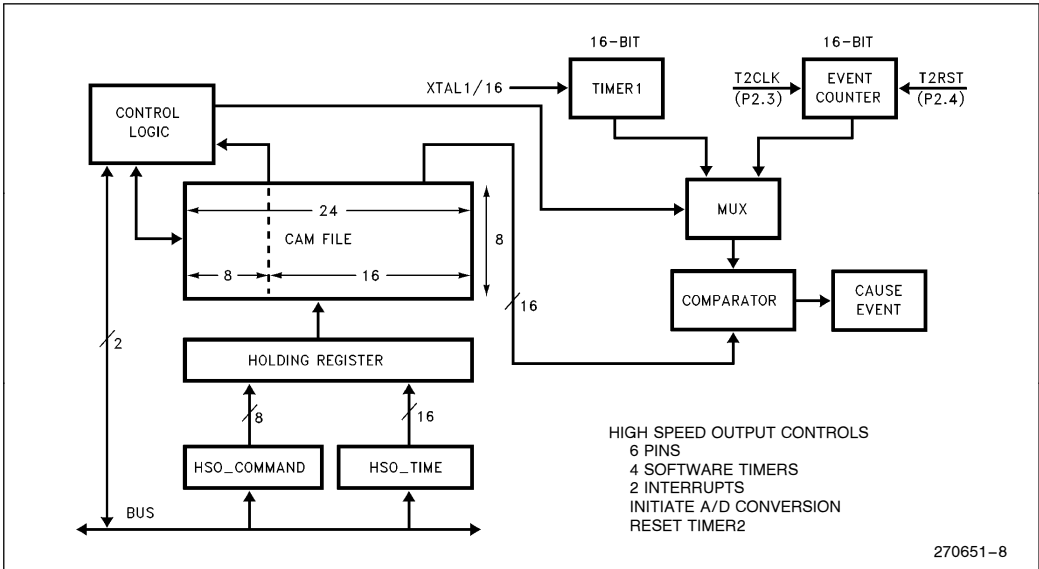 16-BIT
16-BIT
XTAL1/16
TIMER1
T2CLK
(P2.3)
EVENT
COUNTER
T2RST
(P2.4)
CONTROL
LOGIC
MUX
24
CAM FILE
8
16
8
16
COMPARATOR
CAUSE
EVENT
2
HOLDING REGISTER
8
16
HSO_COMMAND
HSO_TIME
BUS
HIGH SPEED OUTPUT CONTROLS
6 PINS
4 SOFTWARE TIMERS
2 INTERRUPTS
INITIATE A/D CONVERSION
RESET TIMER2
270651-8